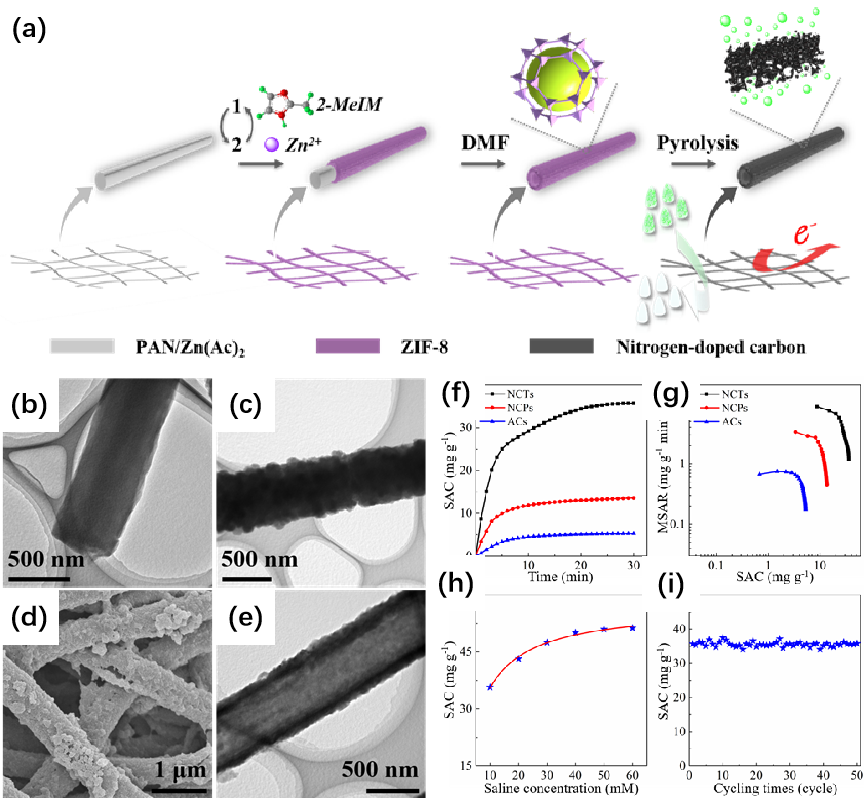 (a)
1
2-MeIM
2
Zn2+
DMF
Pyrolysis
e-
PAN/Zn(Ac)2
ZIF-8
Nitrogen-doped carbon
(b)
500 nm
(c)
500 nm
(d)
1 μm
(e)
500 nm
(f)
NCTs
NCPs
ACs
SAC (mg g-1)
30
20
10
0
0 10 20 30
Time (min)
(g)
NCTs
NCPs
ACs
MSAR (mg g-1 min
1
0.1
0.1 1 10
SAC (mg g-1)
(h)
SAC (mg g-1)
45
30
15
10 20 30 40 50 60
Saline concentration (mM)
(i)
SAC (mg g-1)
40
30
20
10
0
0 10 20 30 40 50
Cycling times (cycle)